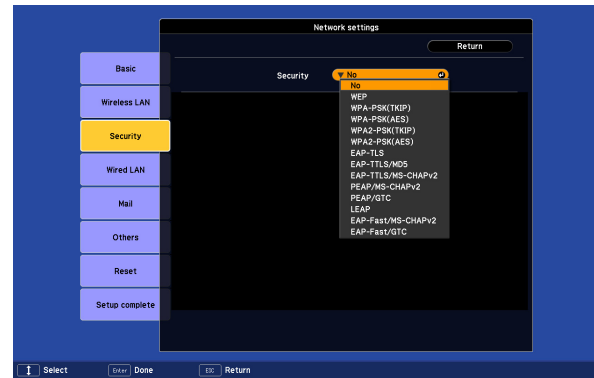 Network settings
Return
Basic
Wireless LAN
Security
Wired LAN
Mail
Others
Reset
Setup complete
Security
No
No
WEP
WPA-PSK(TKIP)
WPA-PSK(AES)
WPA2-PSK(TKIP)
WPA2-PSK(AES)
EAP-TLS
EAP-TTLS/MD5
EAP-TTLS/MS-CHAPv2
PEAP/MS-CHAPv2
PEAP/GTC
LEAP
EAP-Fast/MS-CHAPv2
EAP-Fast/GTC
Select Enter Done ESC Return